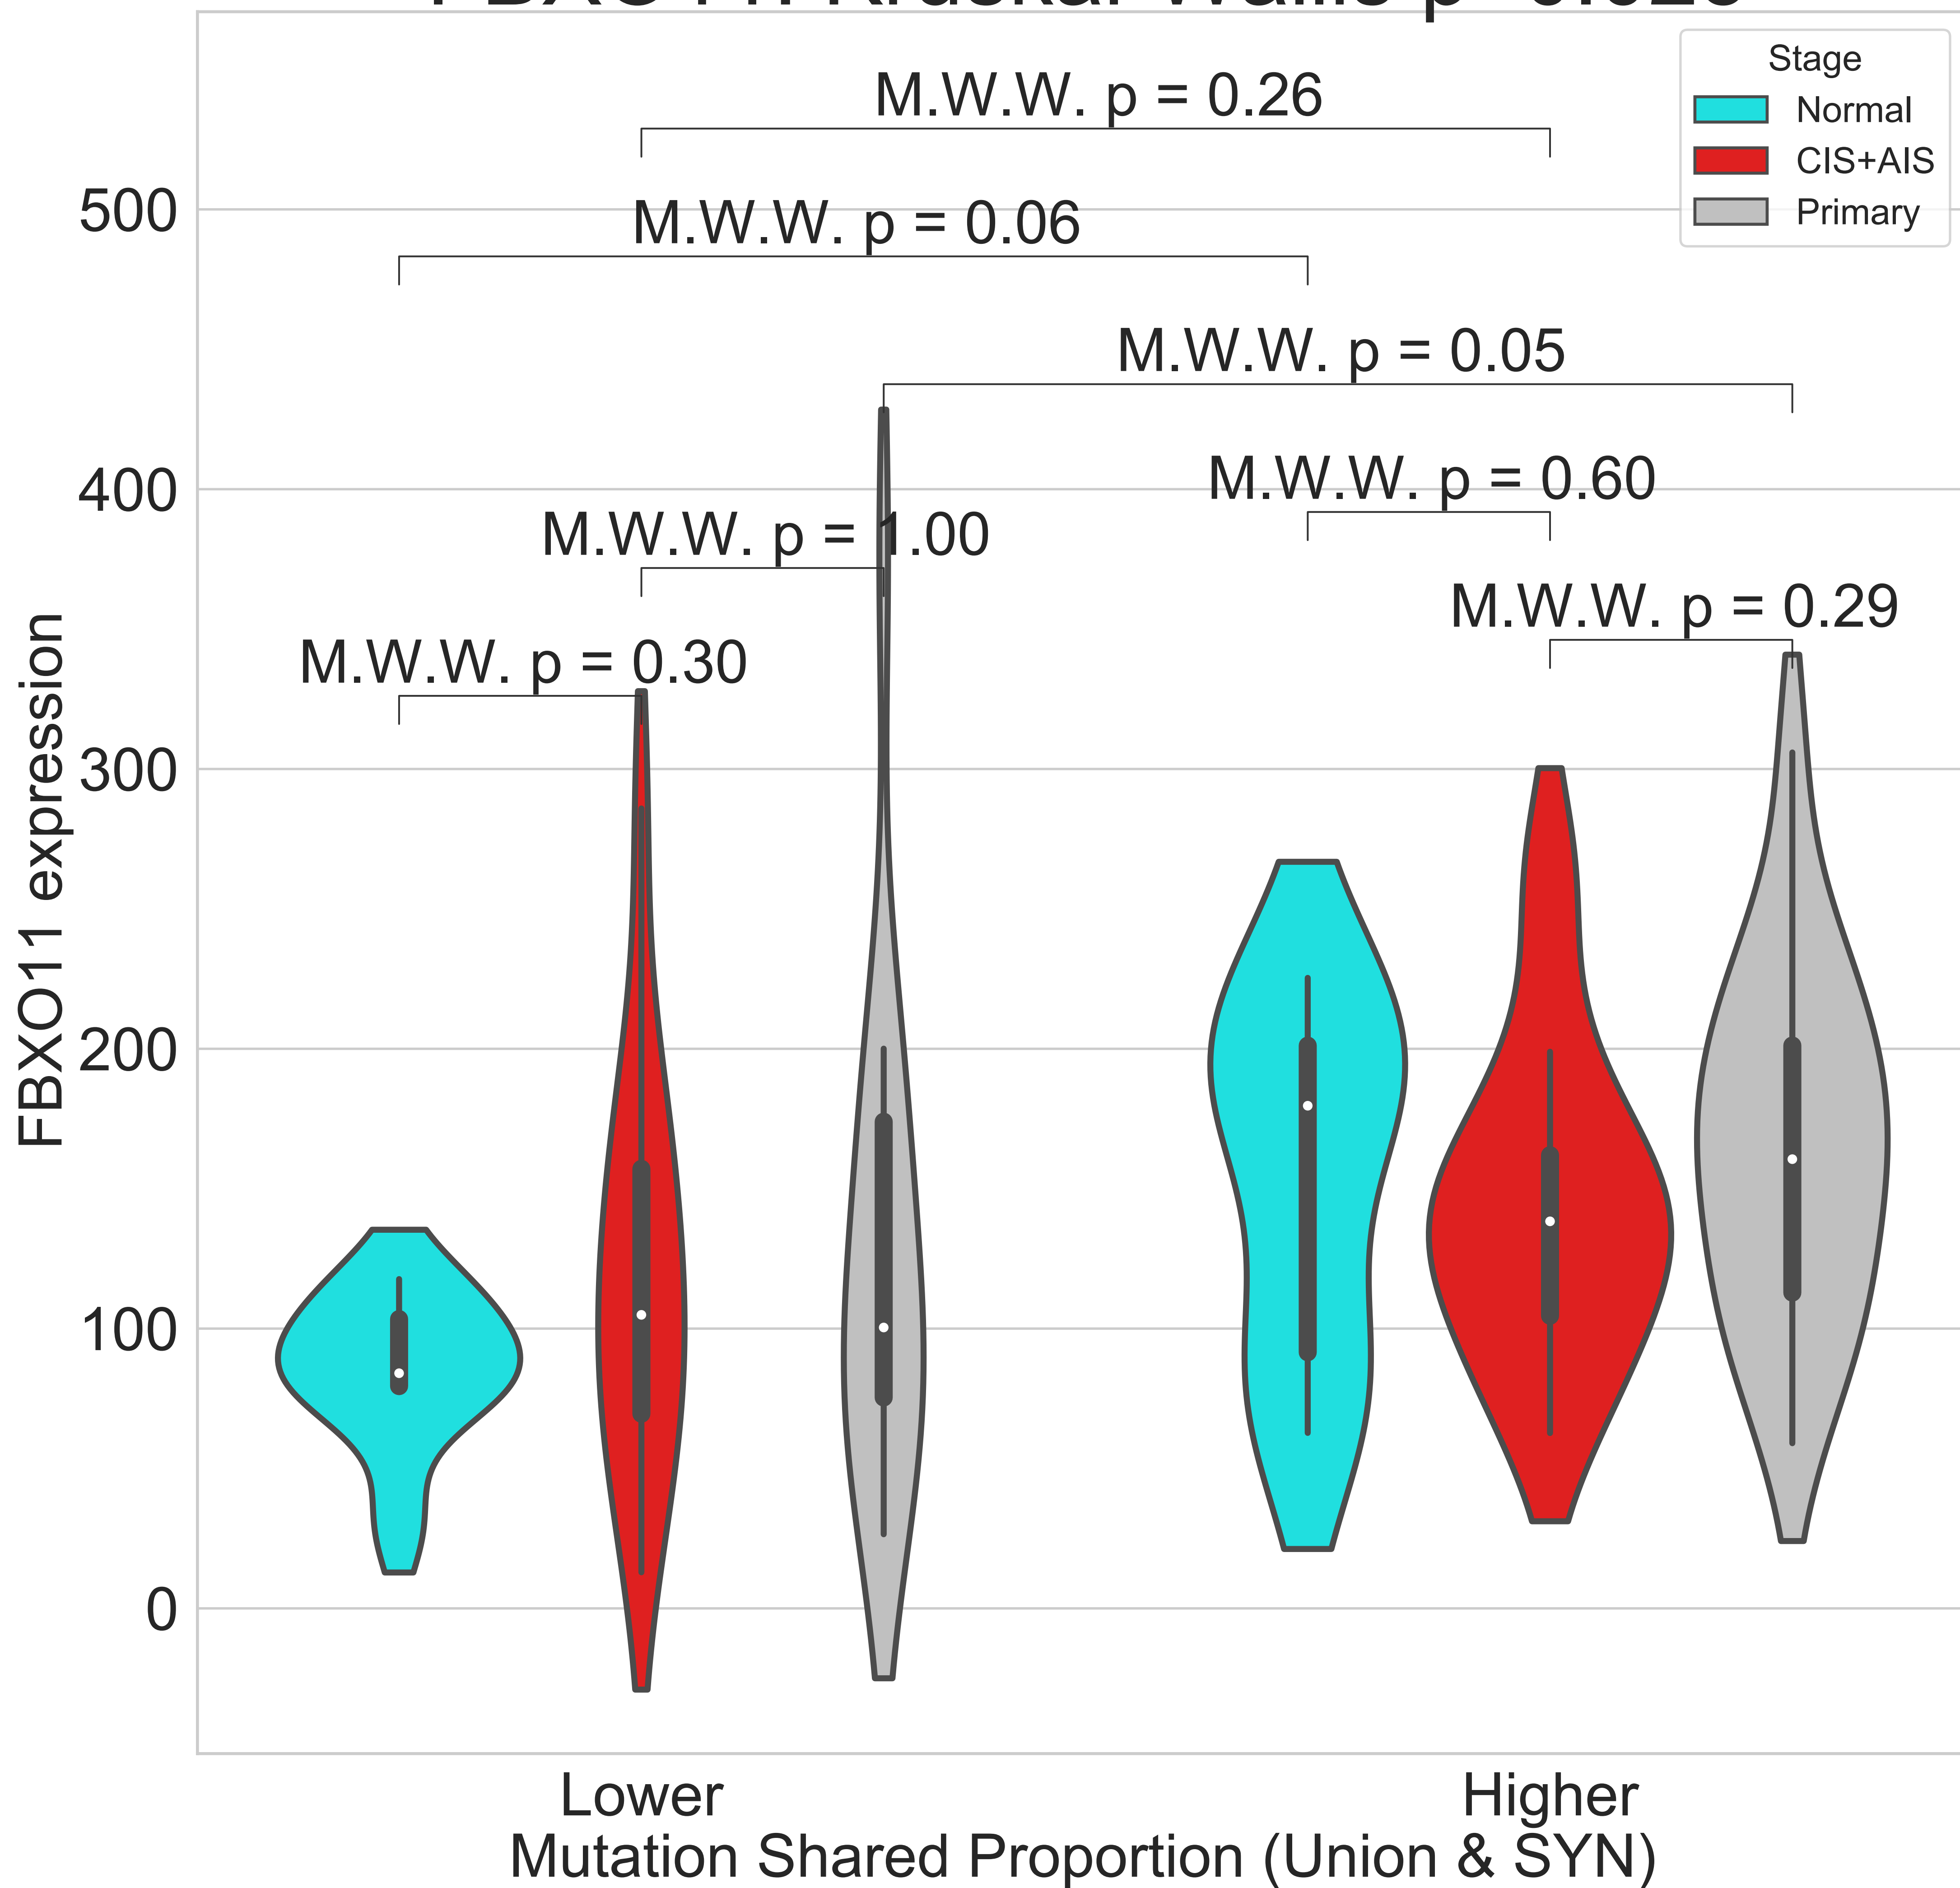 Stage
Normal
CIS+AIS
Primary
M.W.W. p = 0.26
M.W.W. p = 0.06
M.W.W. p = 0.05
M.W.W. p = 0.60
M.W.W. p = 1.00
M.W.W. p = 0.29
M.W.W. p = 0.30
500
400
300
200
100
0
FBXO11 expression
Lower
Higher
Mutation Shared Proportion (Union & SYN)